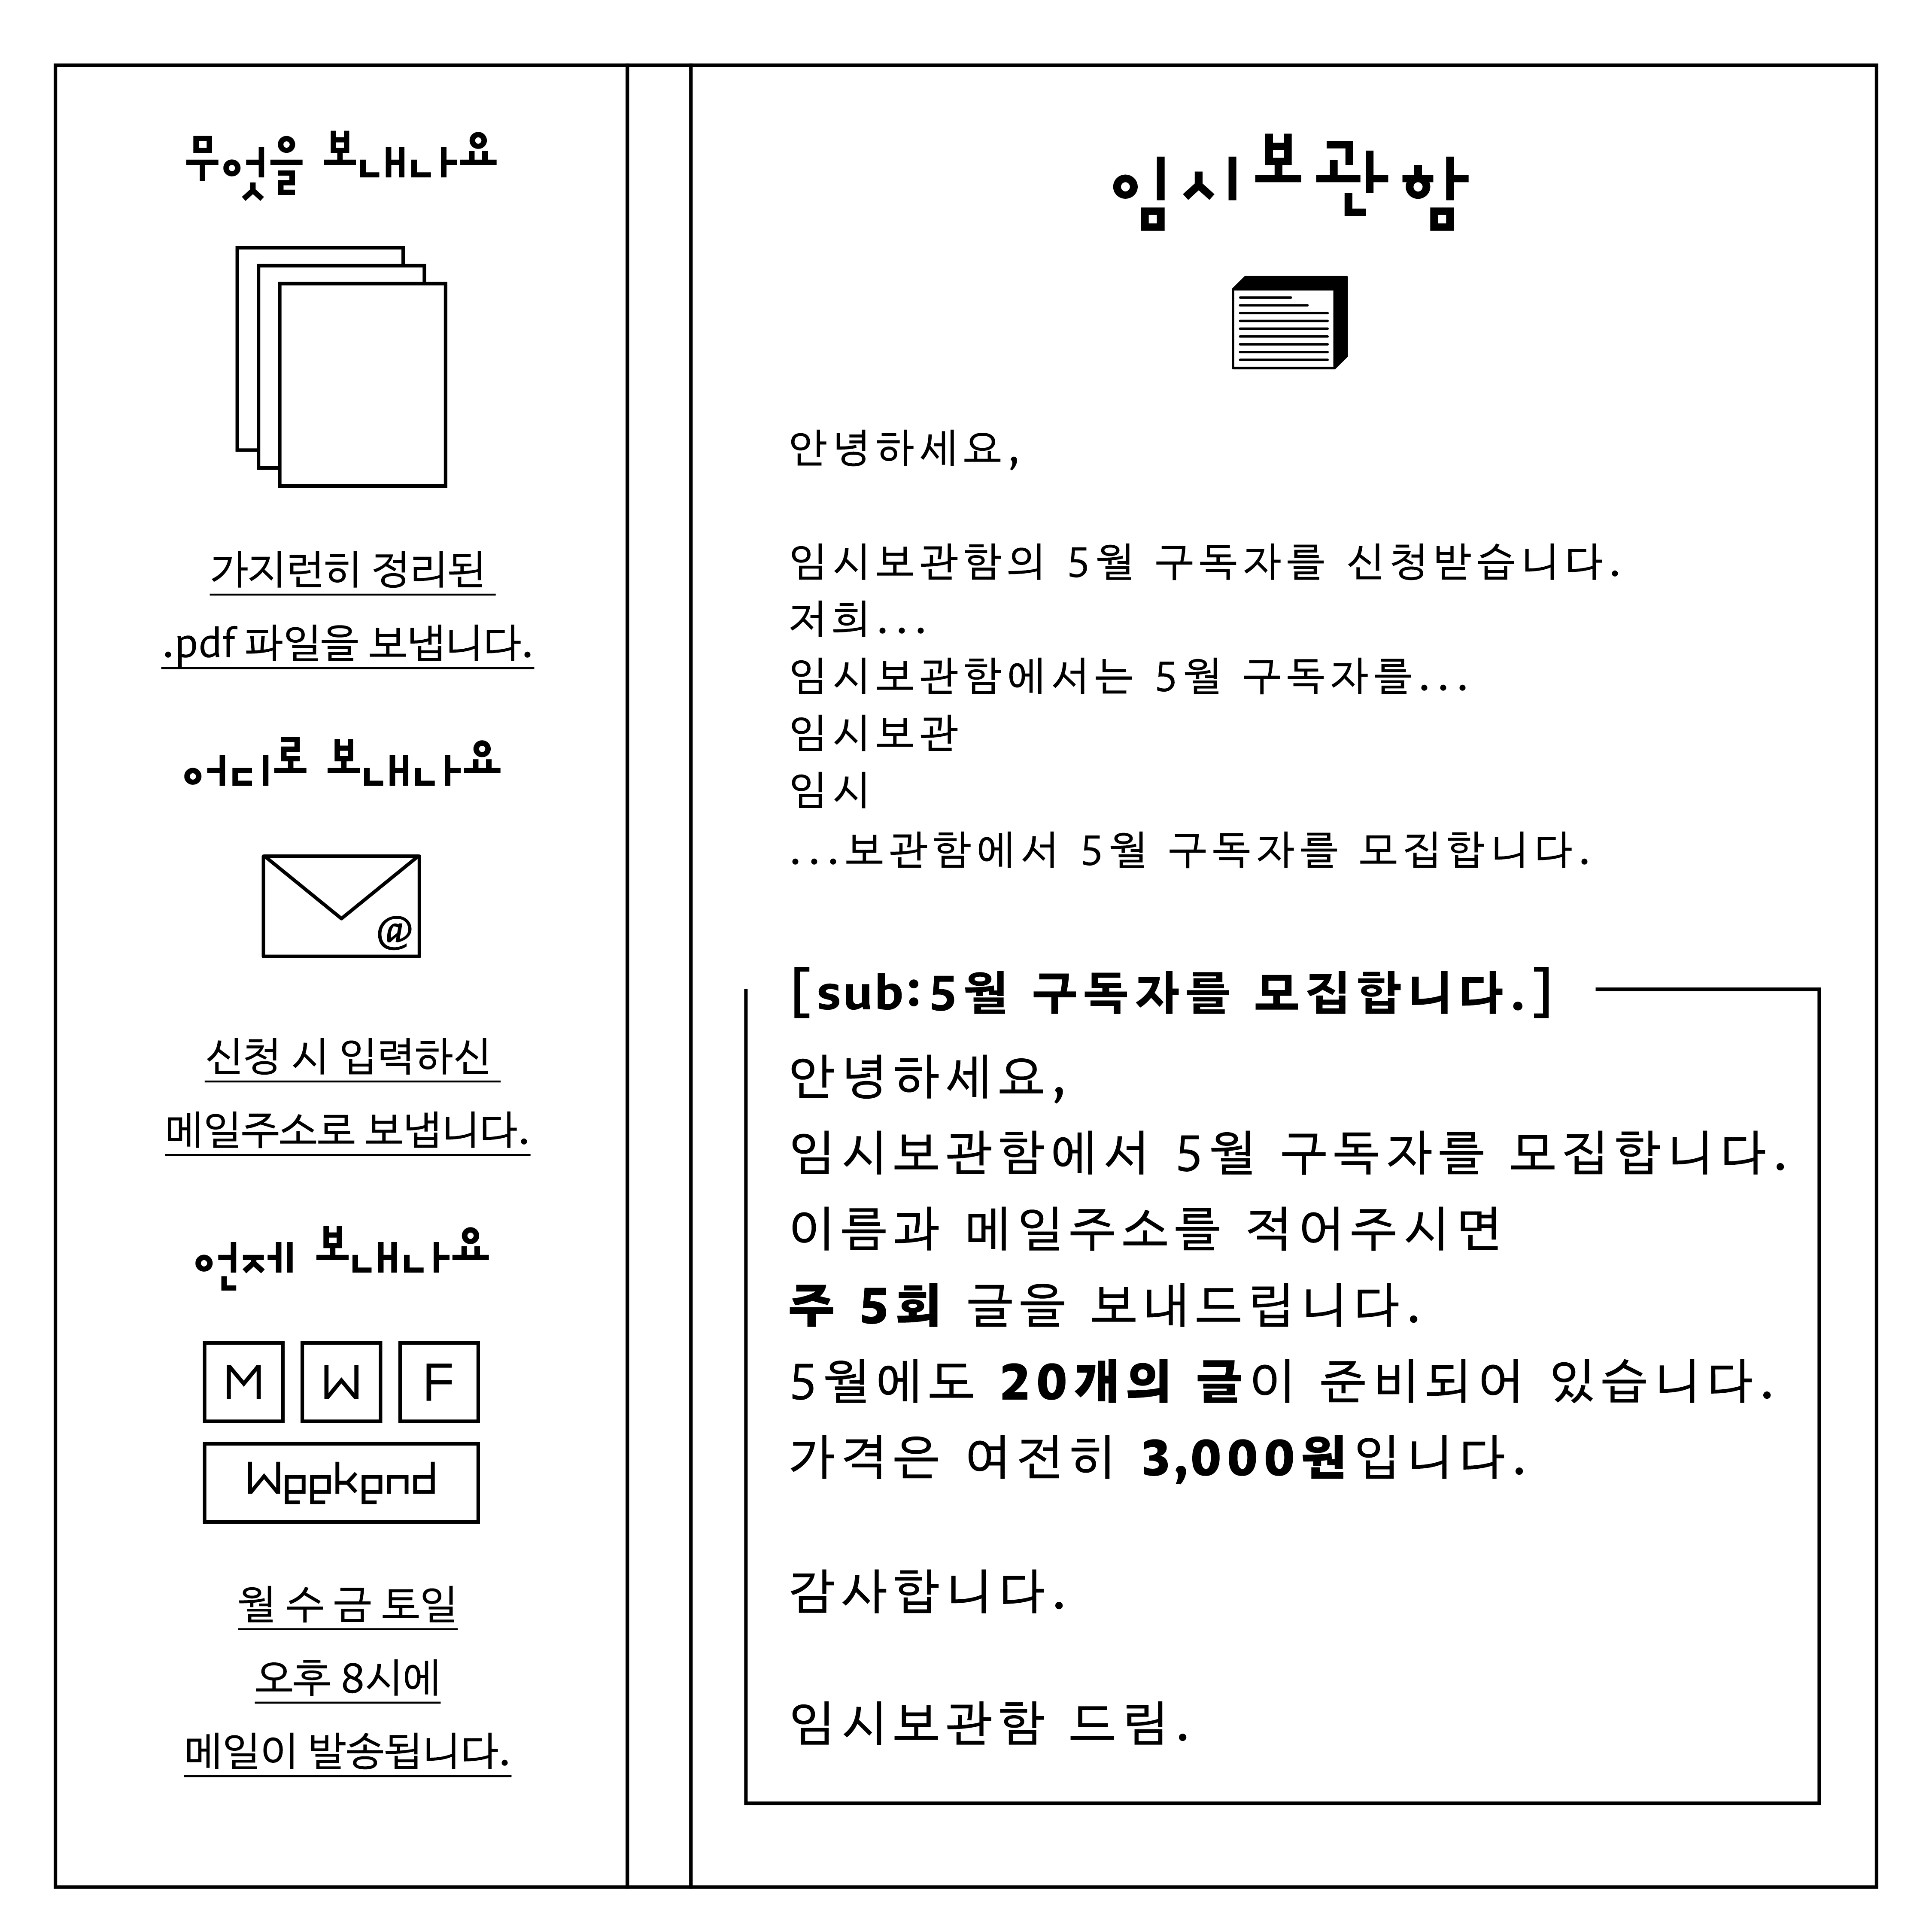 무엇을 보내나요
가지런히 정리된
.pdf 파일을 보냅니다.
어디로 보내나요
@
신청 시 입력하신
메일주소로 보냅니다.
언제 보내나요
M W F
Weekend
월 수 금 토일
오후 8시에
메일이 발송됩니다.
임시보관함
안녕하세요,
임시보관함의 5월 구독자를 신청받습니다.
저희...
임시보관함에서는 5월 구독자를...
임시보관
임시
...보관함에서 5월 구독자를 모집합니다.
[sub:5월 구독자를 모집합니다.]
안녕하세요,
임시보관함에서 5월 구독자를 모집합니다.
이름과 메일주소를 적어주시면
주 5회 글을 보내드립니다.
5월에도 20개의 글이 준비되어 있습니다.
가격은 여전히 3,000원입니다.
감사합니다.
임시보관함 드림.